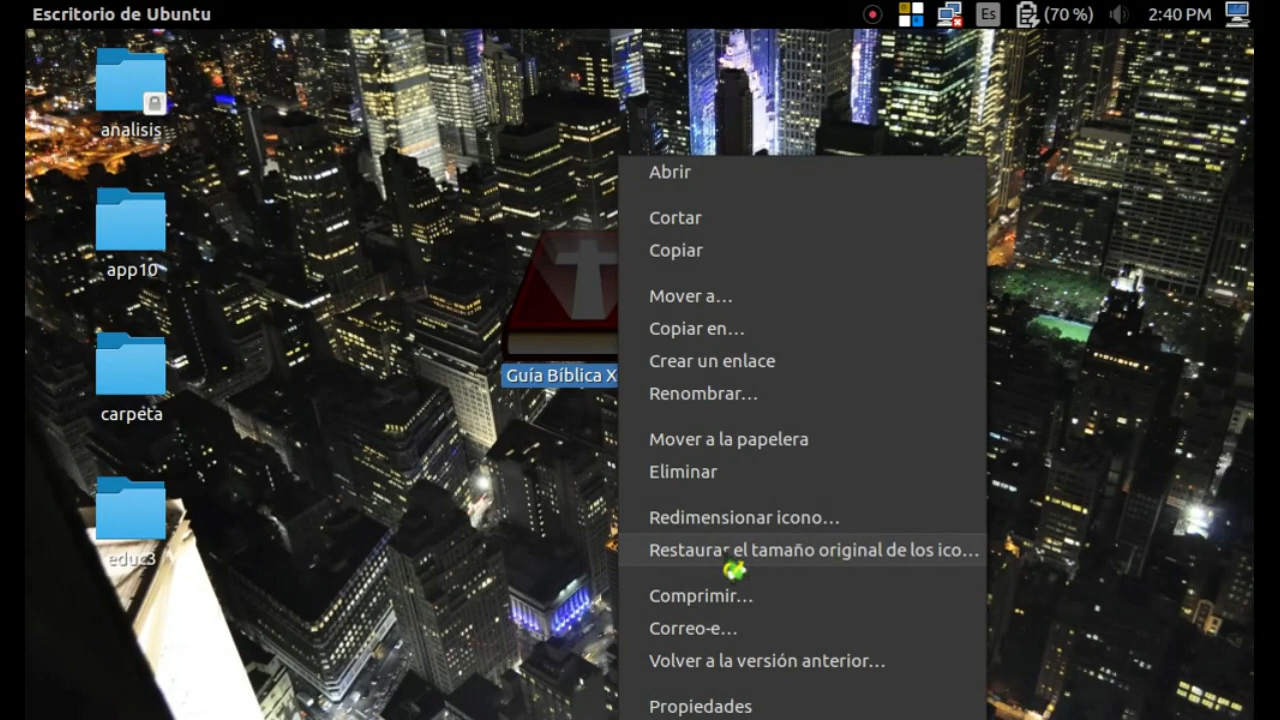 Escritorio de Ubuntu
Es
(70 %)
2:40 PM
analisis
app10
carpeta
educ3
Guía Bíblica X
Abrir
Cortar
Copiar
Mover a…
Copiar en…
Crear un enlace
Renombrar…
Mover a la papelera
Eliminar
Redimensionar icono…
Restaurar el tamaño original de los ico…
Comprimir…
Correo-e…
Volver a la versión anterior…
Propiedades